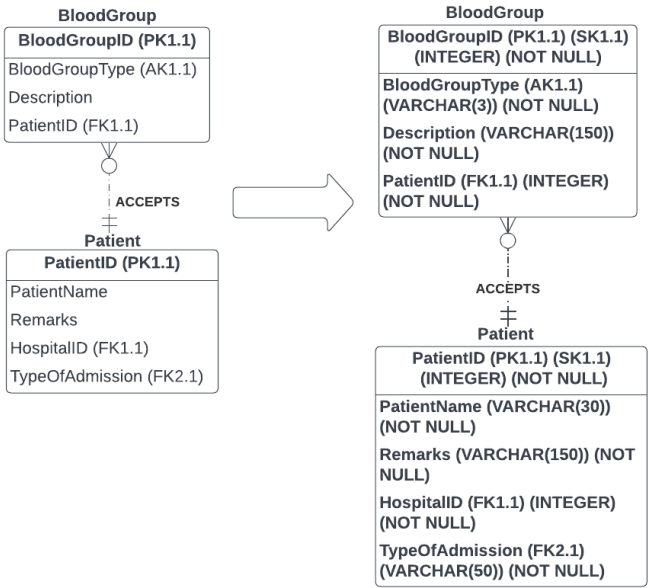 BloodGroup
BloodGroupID (PK1.1)
BloodGroupType (AK1.1)
Description
PatientID (FK1.1)
ACCEPTS
Patient
PatientID (PK1.1)
PatientName
Remarks
HospitalID (FK1.1)
TypeOfAdmission (FK2.1)
BloodGroup
BloodGroupID (PK1.1) (SK1.1)
(INTEGER) (NOT NULL)
BloodGroupType (AK1.1)
(VARCHAR(3)) (NOT NULL)
Description (VARCHAR(150))
(NOT NULL)
PatientID (FK1.1) (INTEGER)
(NOT NULL)
ACCEPTS
Patient
PatientID (PK1.1) (SK1.1)
(INTEGER) (NOT NULL)
PatientName (VARCHAR(30))
(NOT NULL)
Remarks (VARCHAR(150)) (NOT
NULL)
HospitalID (FK1.1) (INTEGER)
(NOT NULL)
TypeOfAdmission (FK2.1)
(VARCHAR(50)) (NOT NULL)